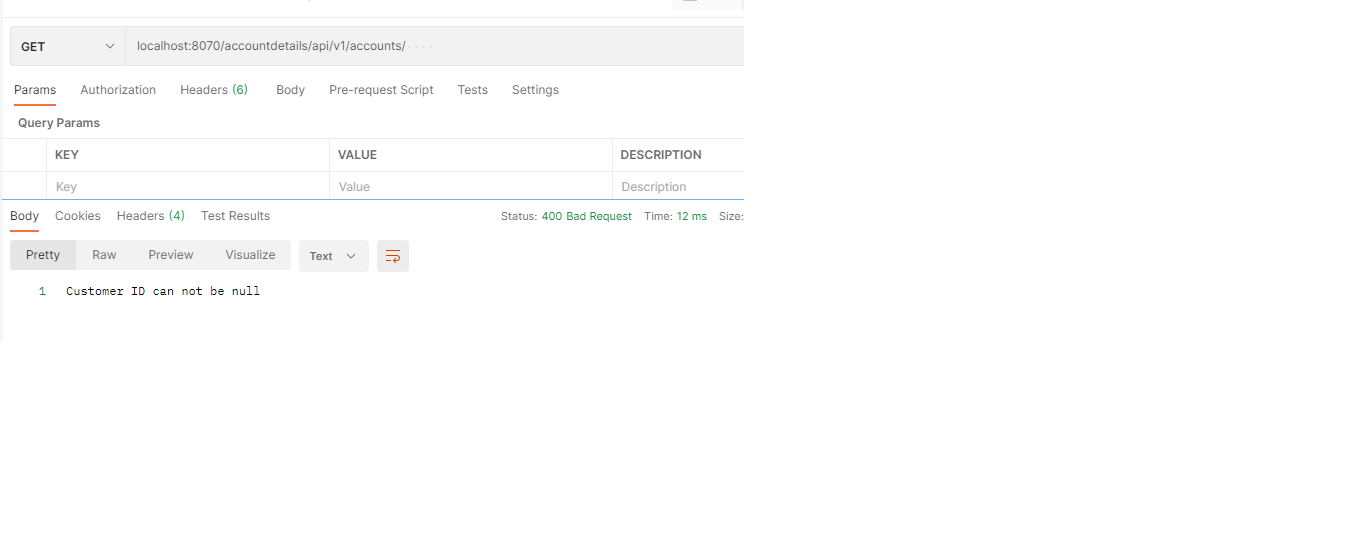 GET localhost:8070/accountdetails/api/v1/accounts/
Params Authorization Headers (6) Body Pre-request Script Tests Settings
Query Params
KEY VALUE DESCRIPTION
Key Value Description
Body Cookies Headers (4) Test Results Status: 400 Bad Request Time: 12 ms Size:
Pretty Raw Preview Visualize Text
1 Customer ID can not be null